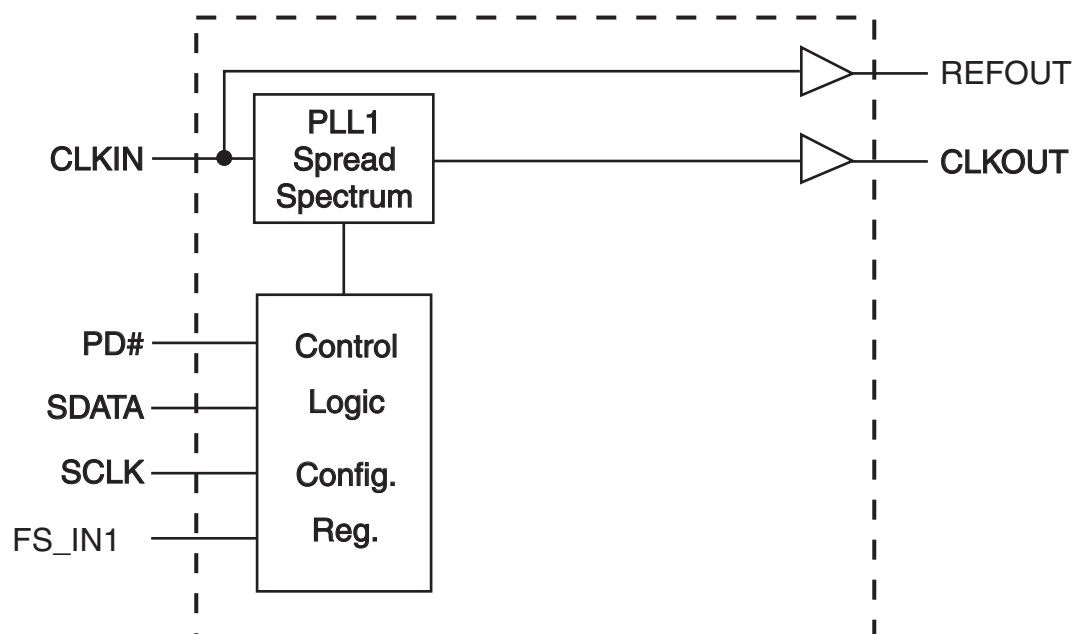 REFOUT
PLL1
Spread
Spectrum
CLKIN
CLKOUT
PD#
SDATA
SCLK
FS_IN1
Control
Logic
Config.
Reg.